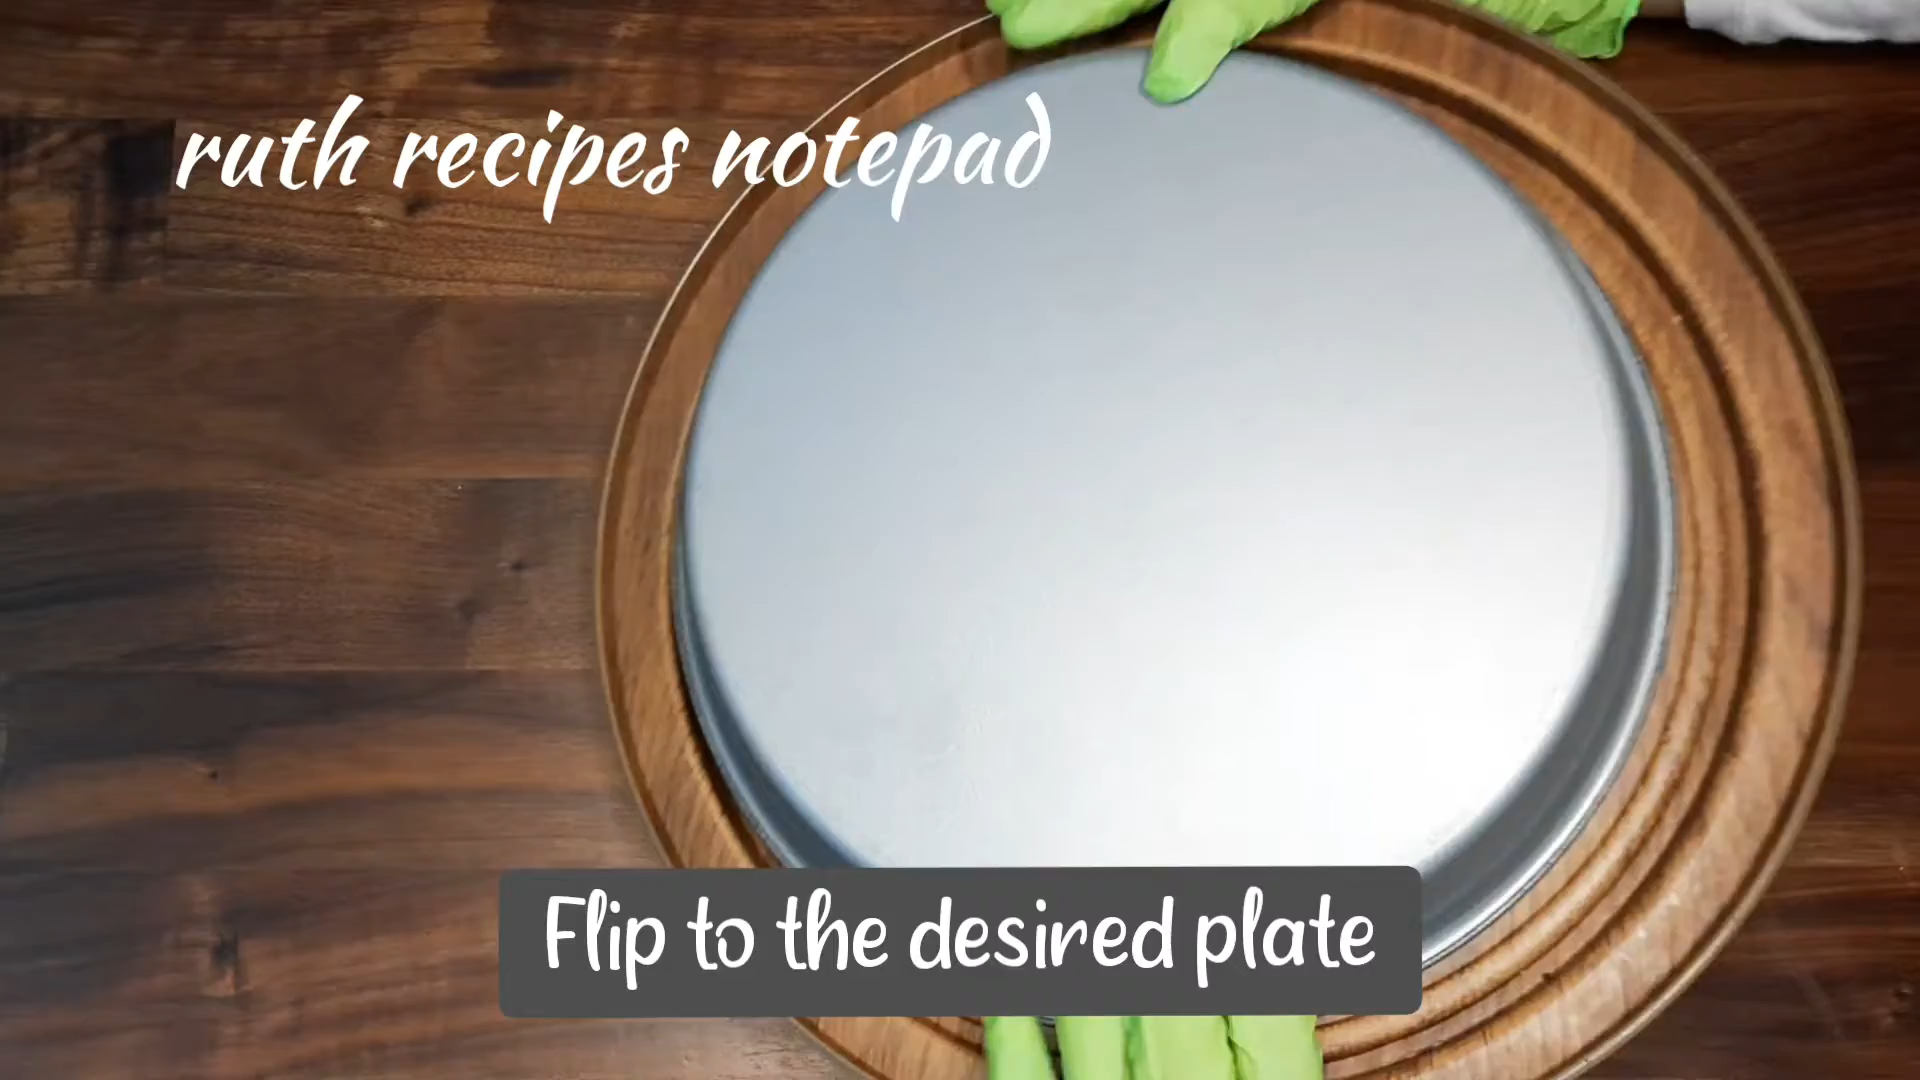 ruth recipes notepad
Flip to the desired plate